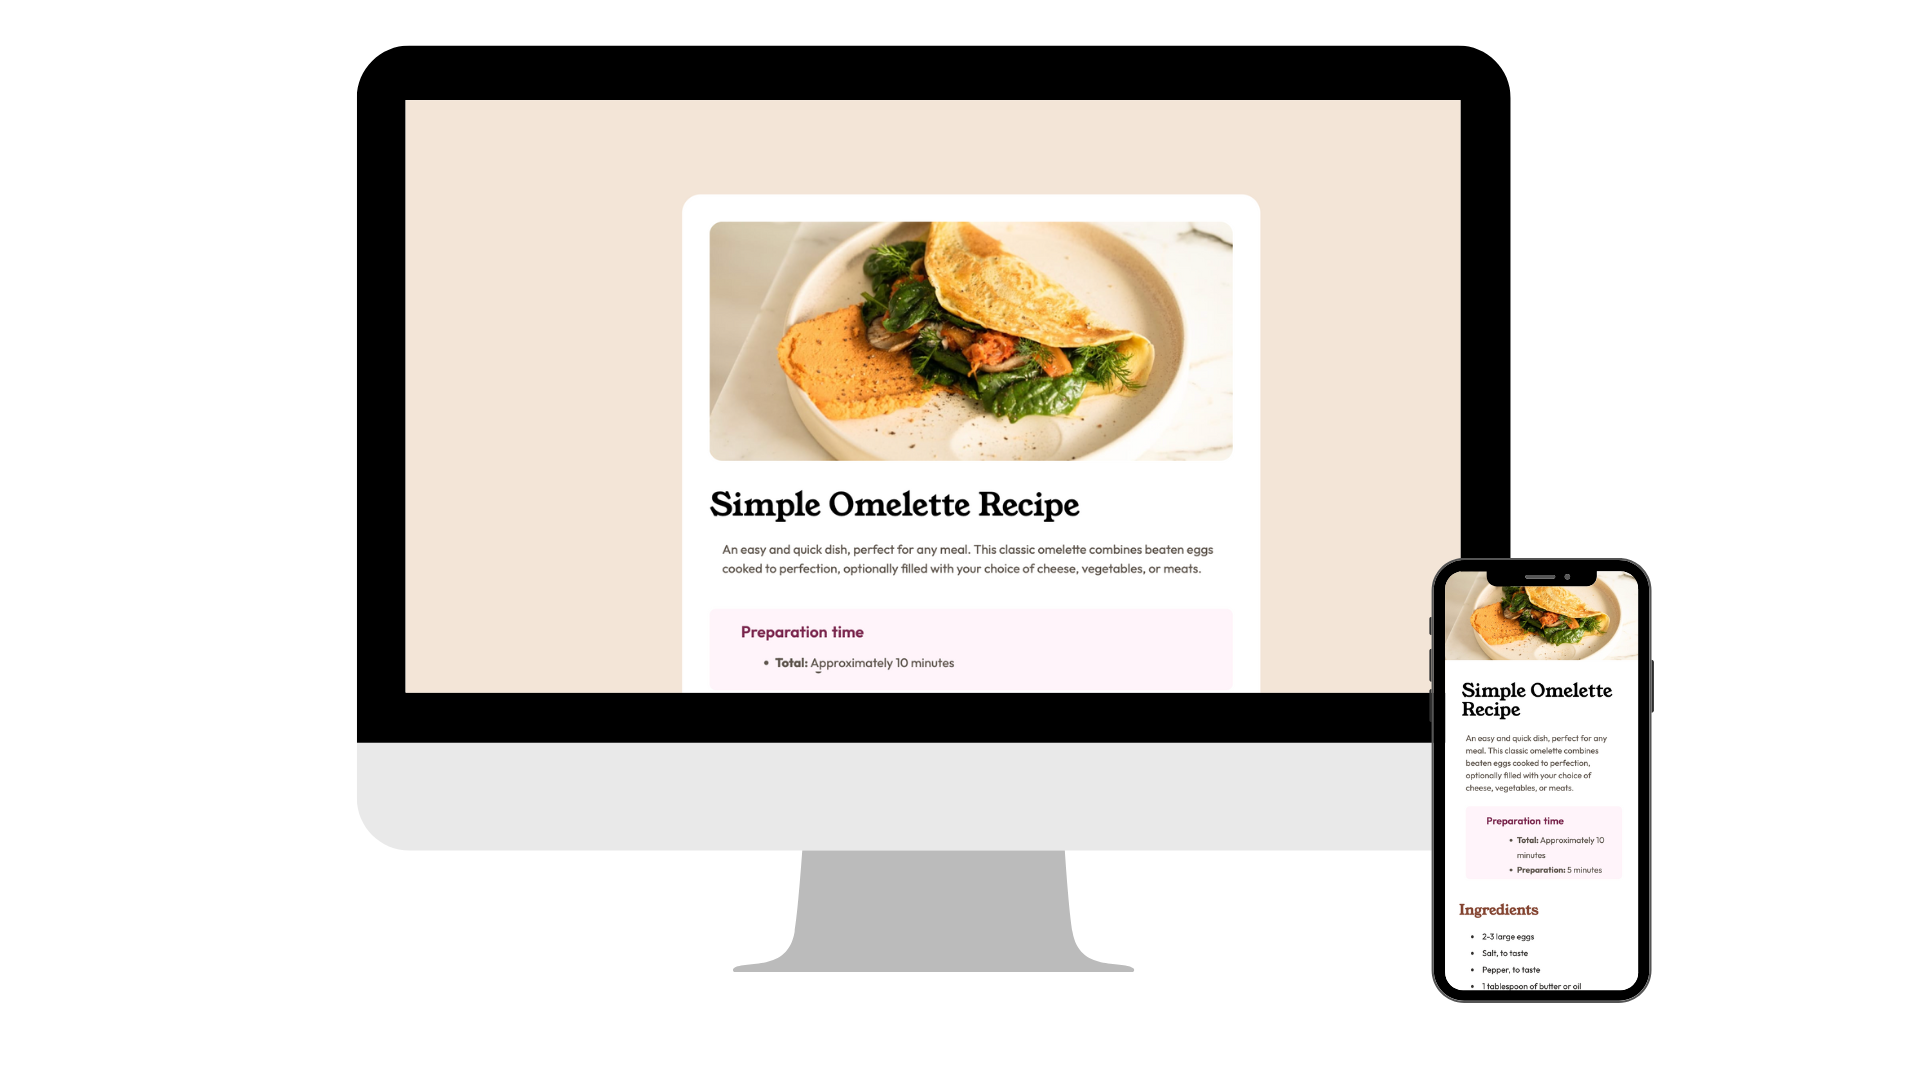 Simple Omelette Recipe
An easy and quick dish, perfect for any meal. This classic omelette combines beaten eggs
cooked to perfection, optionally filled with your choice of cheese, vegetables, or meats.
Preparation time
• Total: Approximately 10 minutes
Simple Omelette
Recipe
An easy and quick dish, perfect for any
meal. This classic omelette combines
beaten eggs cooked to perfection,
optionally filled with your choice of
cheese, vegetables, or meats.
Preparation time
• Total: Approximately 10
minutes
• Preparation: 5 minutes
Ingredients
• 2-3 large eggs
• Salt, to taste
• Pepper, to taste
• 1 tablespoon of butter or oil